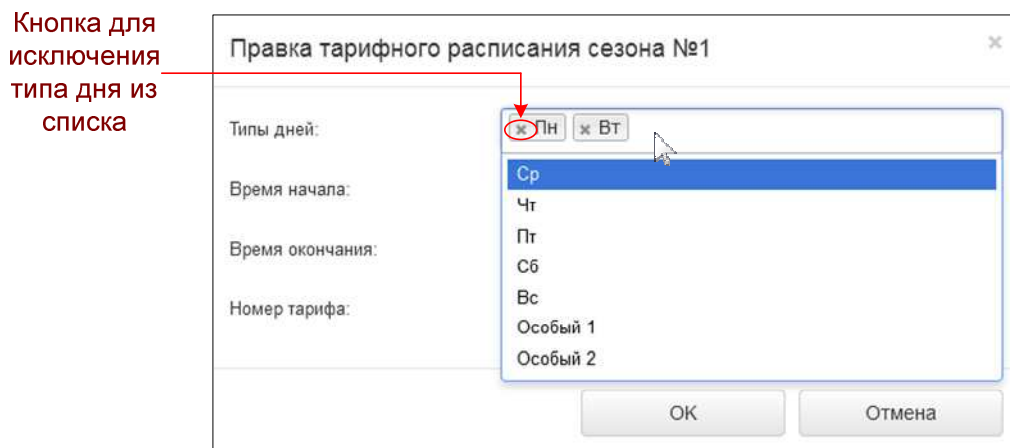 Кнопка для
исключения
типа дня из
списка
Правка тарифного расписания сезона №1
Типы дней:
Пн Вт
Ср
Время начала:
Чт
Пт
Время окончания:
Сб
Вс
Номер тарифа:
Особый 1
Особый 2
OK Отмена